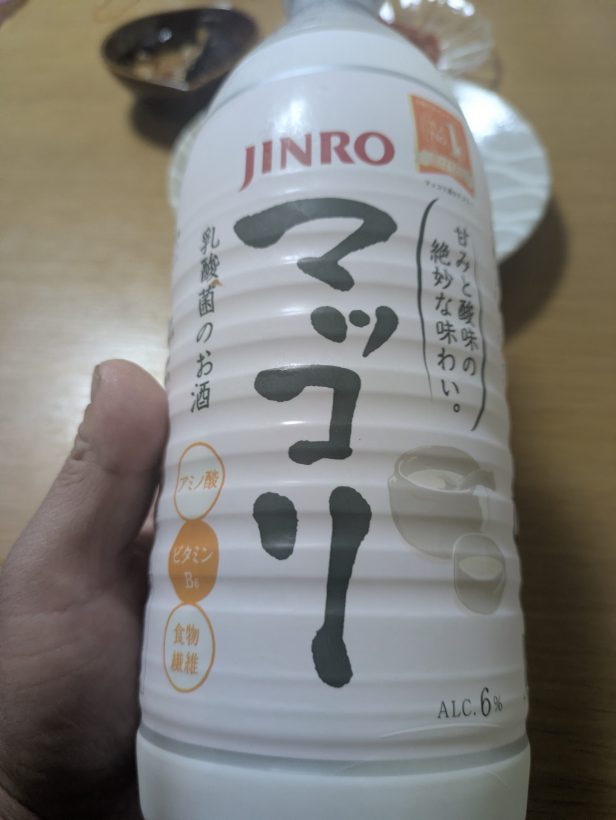 JINRO
No.1
マッコリ
甘みと酸味の
絶妙な味わい。
乳酸菌のお酒
アミノ酸
ビタミン
B6
食物
繊維
ALC.6%